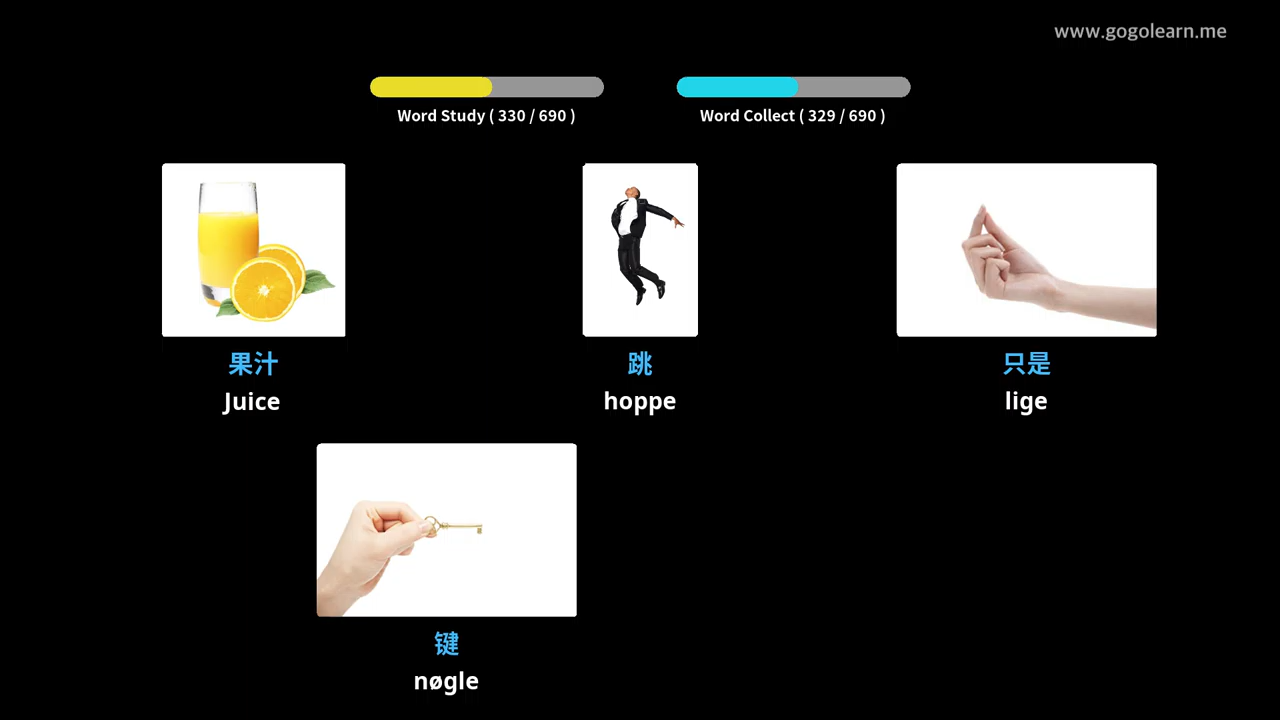 www.gogolearn.me
Word Study ( 330 / 690 )
Word Collect ( 329 / 690 )
果汁
Juice
跳
hoppe
只是
lige
键
nøgle